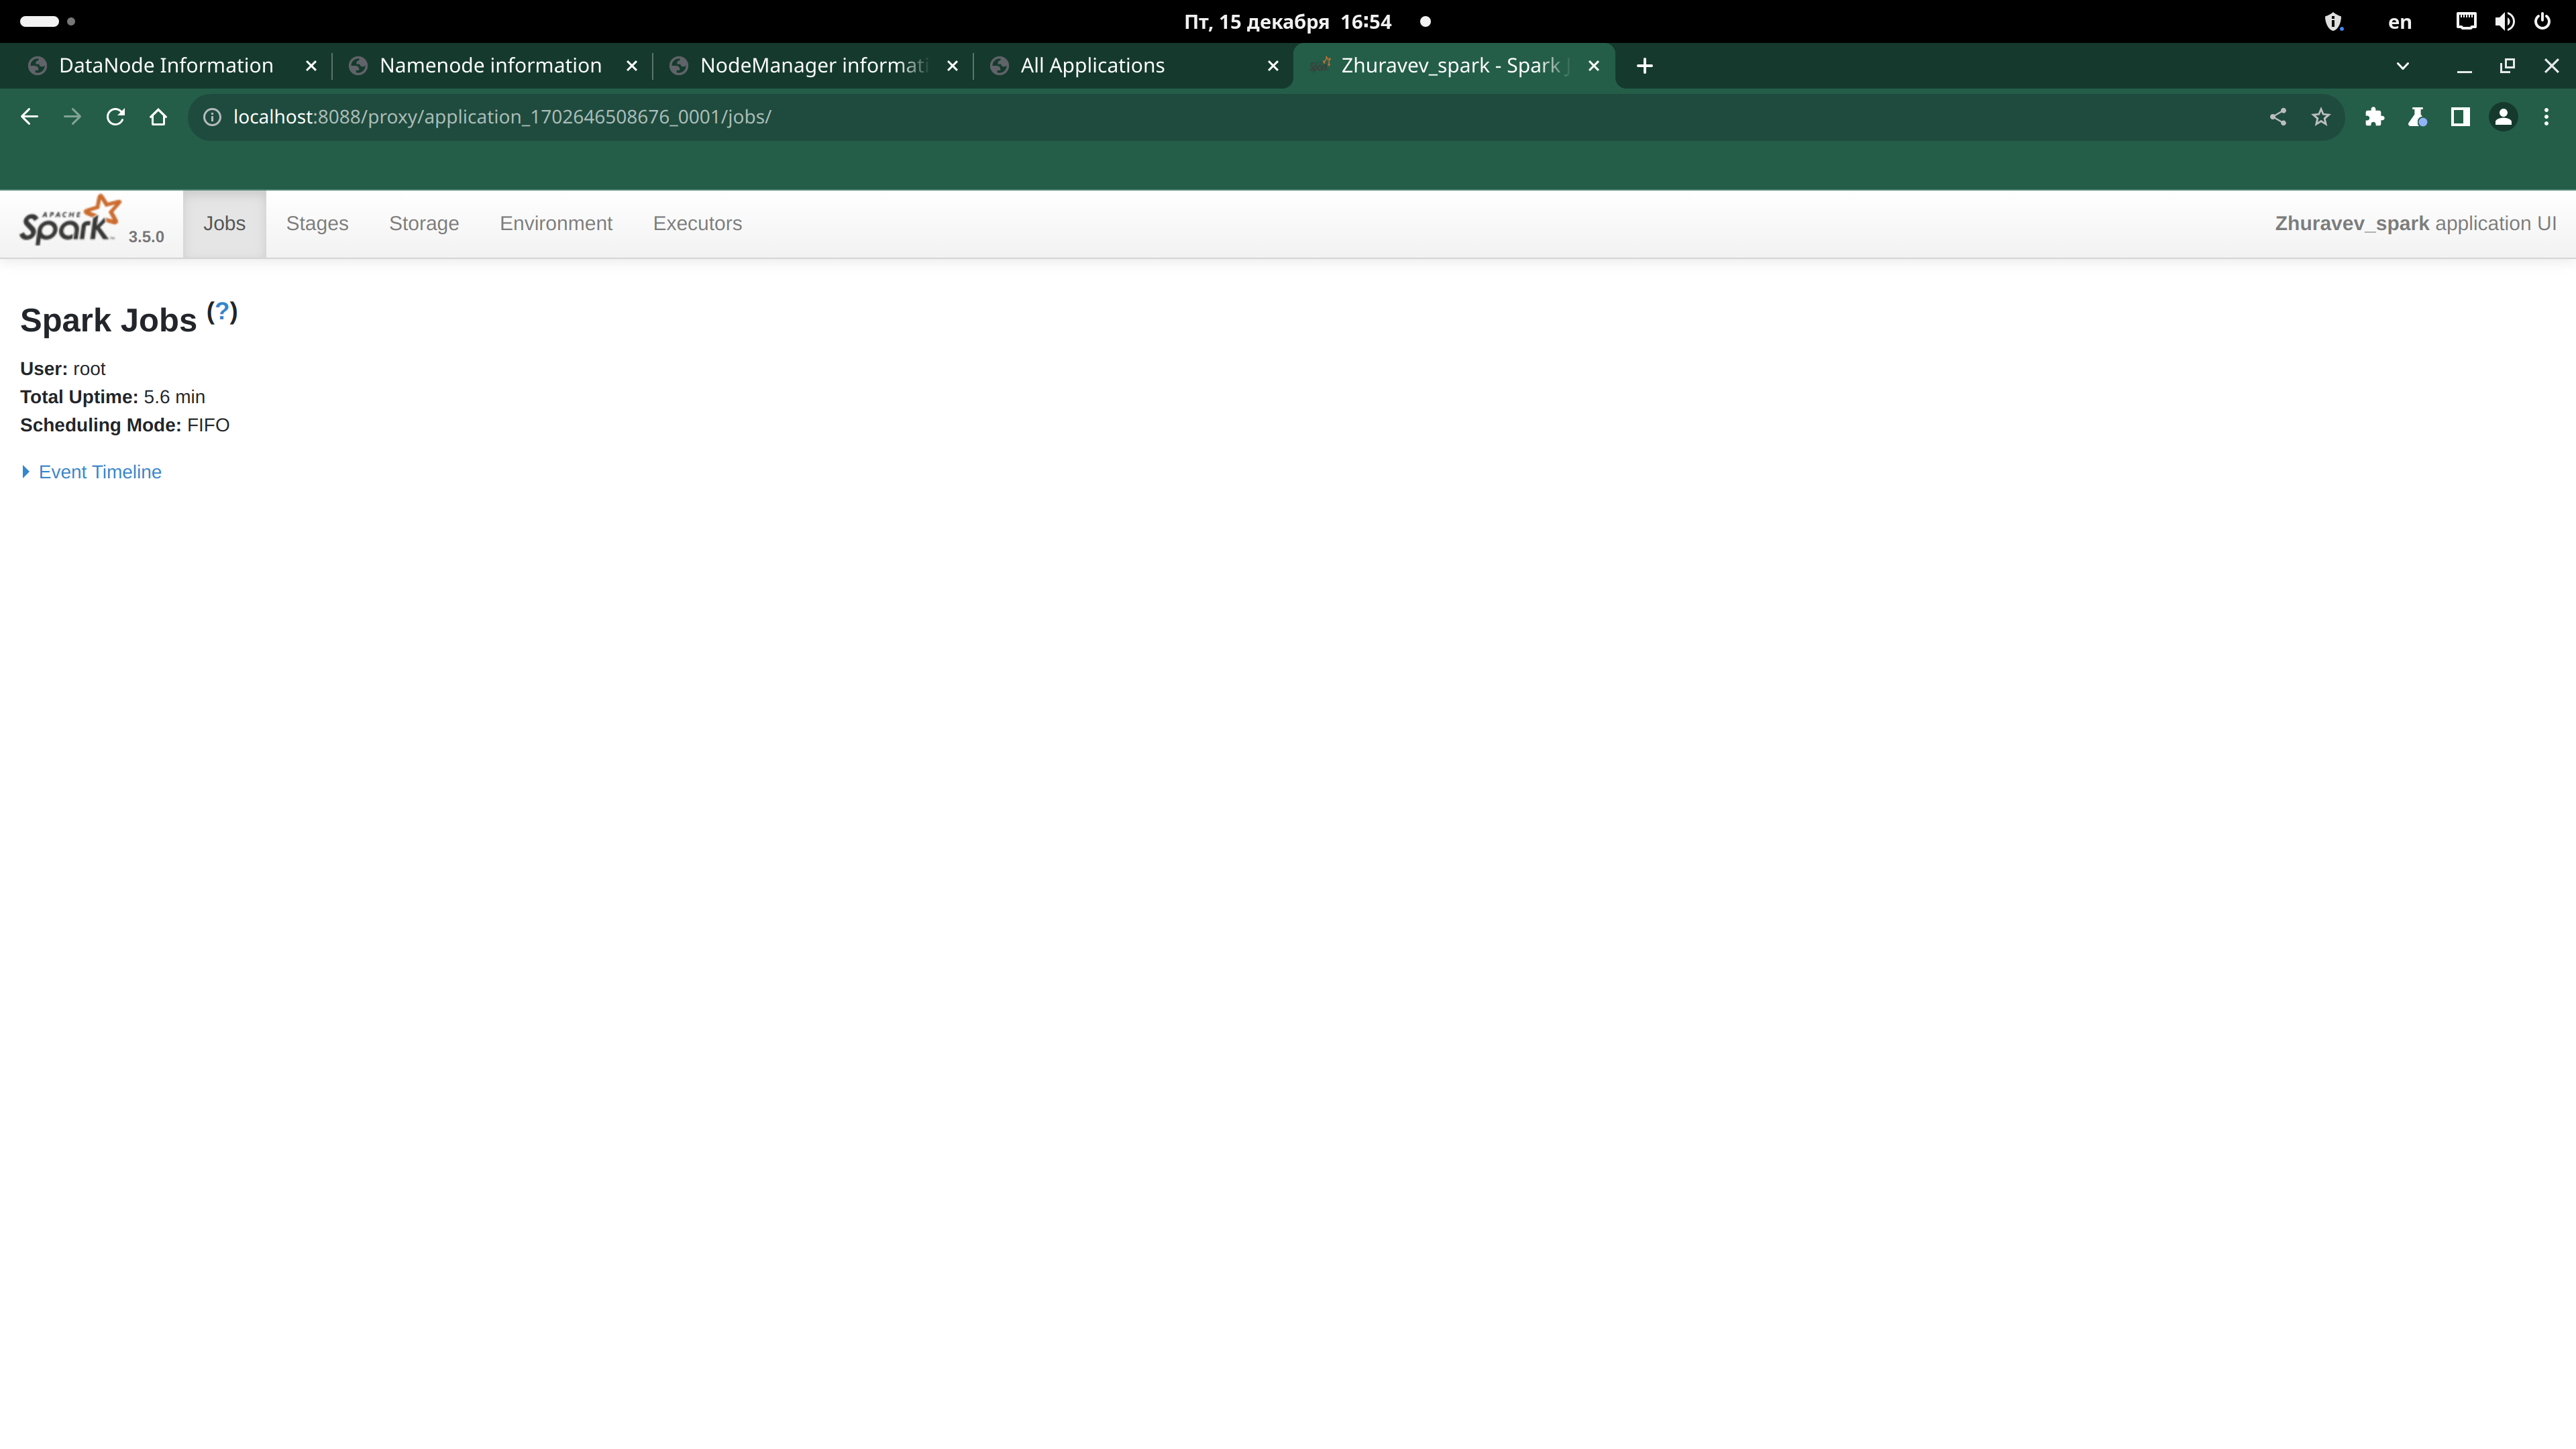 Пт, 15 декабря 16:54
en
DataNode Information
Namenode information
NodeManager informati
All Applications
Zhuravev_spark - Spark J
localhost:8088/proxy/application_1702646508676_0001/jobs/
APACHE
Spark
3.5.0
Jobs
Stages
Storage
Environment
Executors
Zhuravev_spark application UI
Spark Jobs (?)
User: root
Total Uptime: 5.6 min
Scheduling Mode: FIFO
Event Timeline